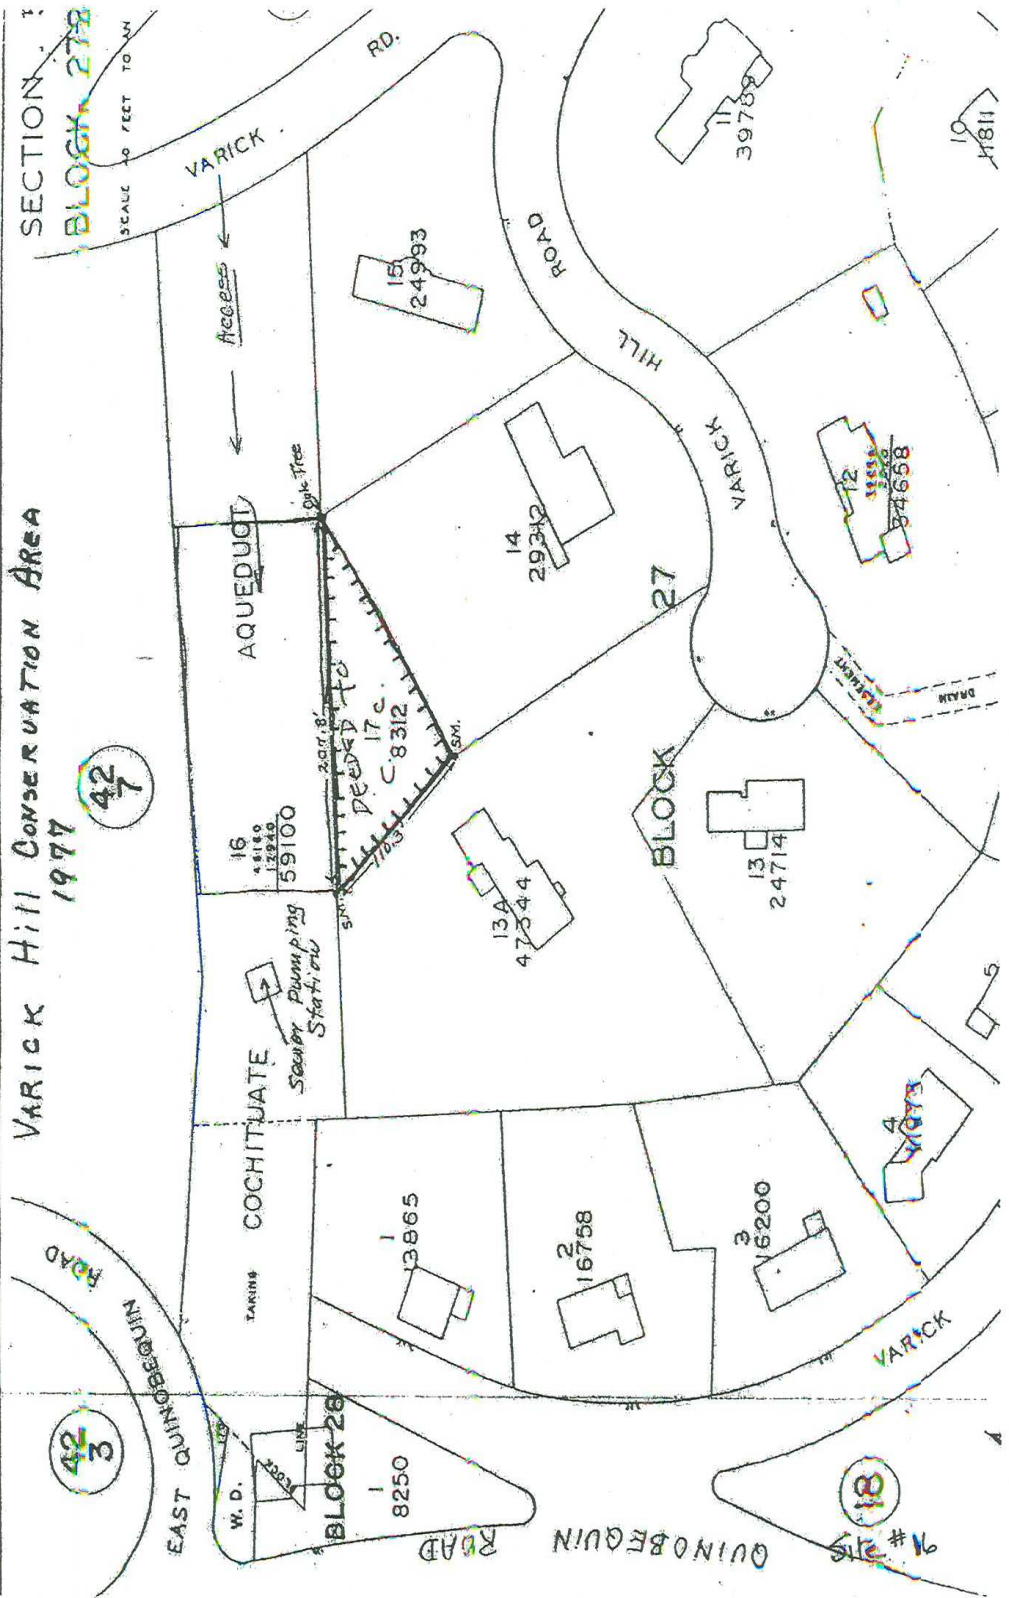 VARICK Hill CONSERVATION AREA
1977
SECTION
BLOCK 27
SCALE 40 FEET TO AN
42
7
42
3
VARICK
RD.
Access
AQUEDUCT
COCHITUATE
TAKING
Oak Tree
16
59100
201.8'
DEEDED TO
17 C.
C. 8312
110.3
S.M.
S.M.
Sewer Pumping
Station
15
24993
14
29312
13A
47344
13
24714
12
34658
11
39789
10
11811
BLOCK
27
VARICK
HILL
ROAD
DRAIN
EASEMENT
1
13865
2
16758
3
16200
4
5
VARICK
EAST QUINOBEQUIN
ROAD
W. D.
BLOCK
LINE
BLOCK 28
1
8250
QUINOBEQUIN
ROAD
18